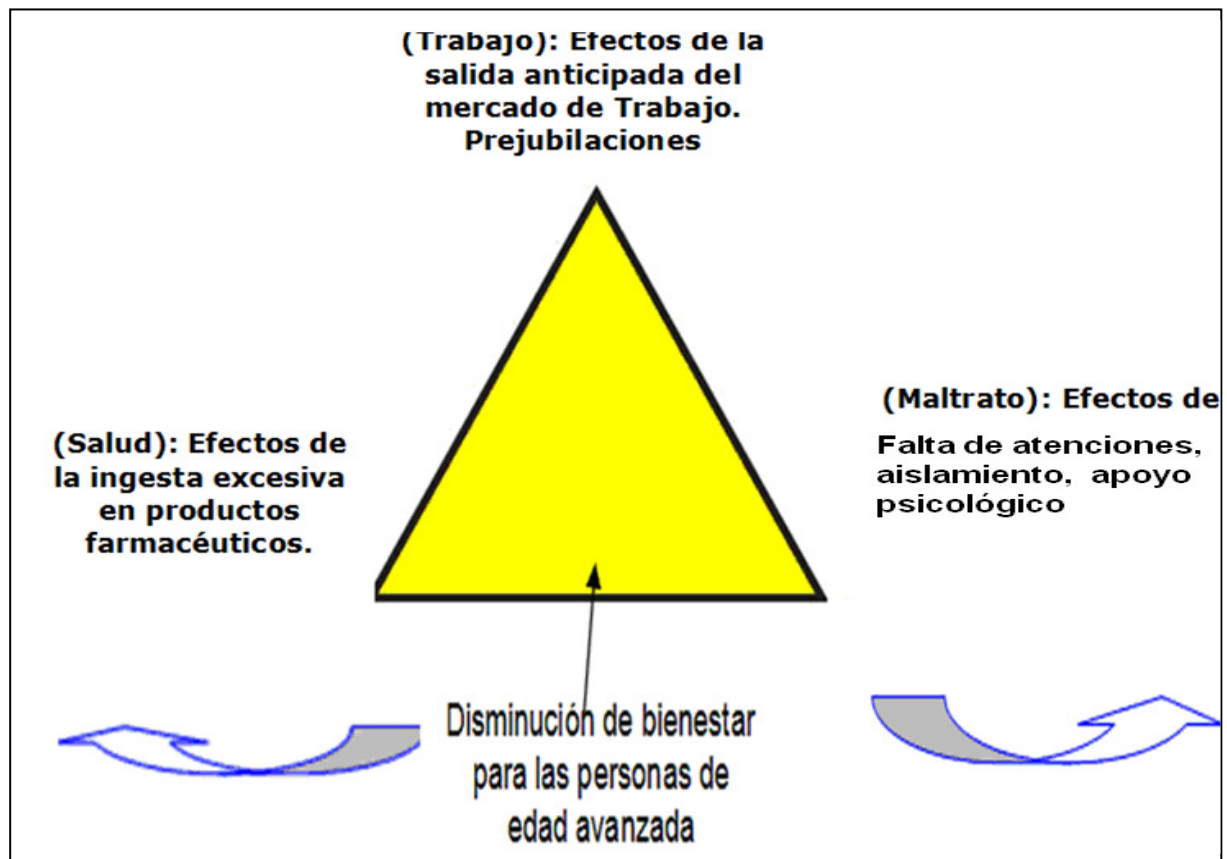 (Trabajo): Efectos de la
salida anticipada del
mercado de Trabajo.
Prejubilaciones
(Salud): Efectos de
la ingesta excesiva
en productos
farmacéuticos.
(Maltrato): Efectos de
Falta de atenciones,
aislamiento, apoyo
psicológico
Disminución de bienestar
para las personas de
edad avanzada